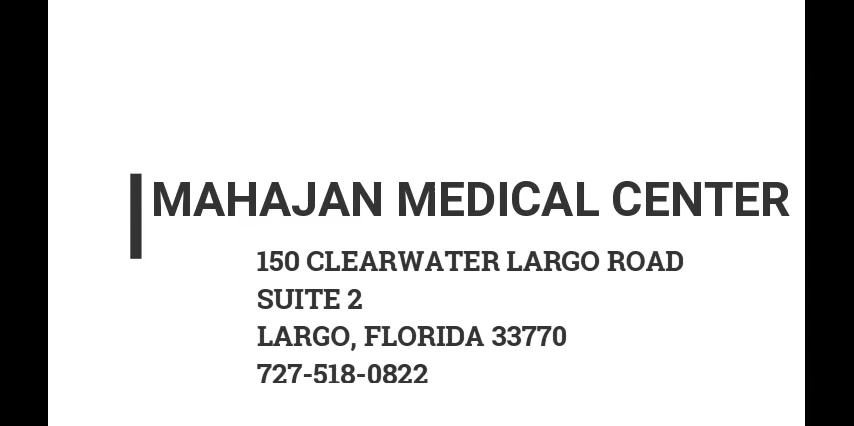 MAHAJAN MEDICAL CENTER
150 CLEARWATER LARGO ROAD
SUITE 2
LARGO, FLORIDA 33770
727-518-0822